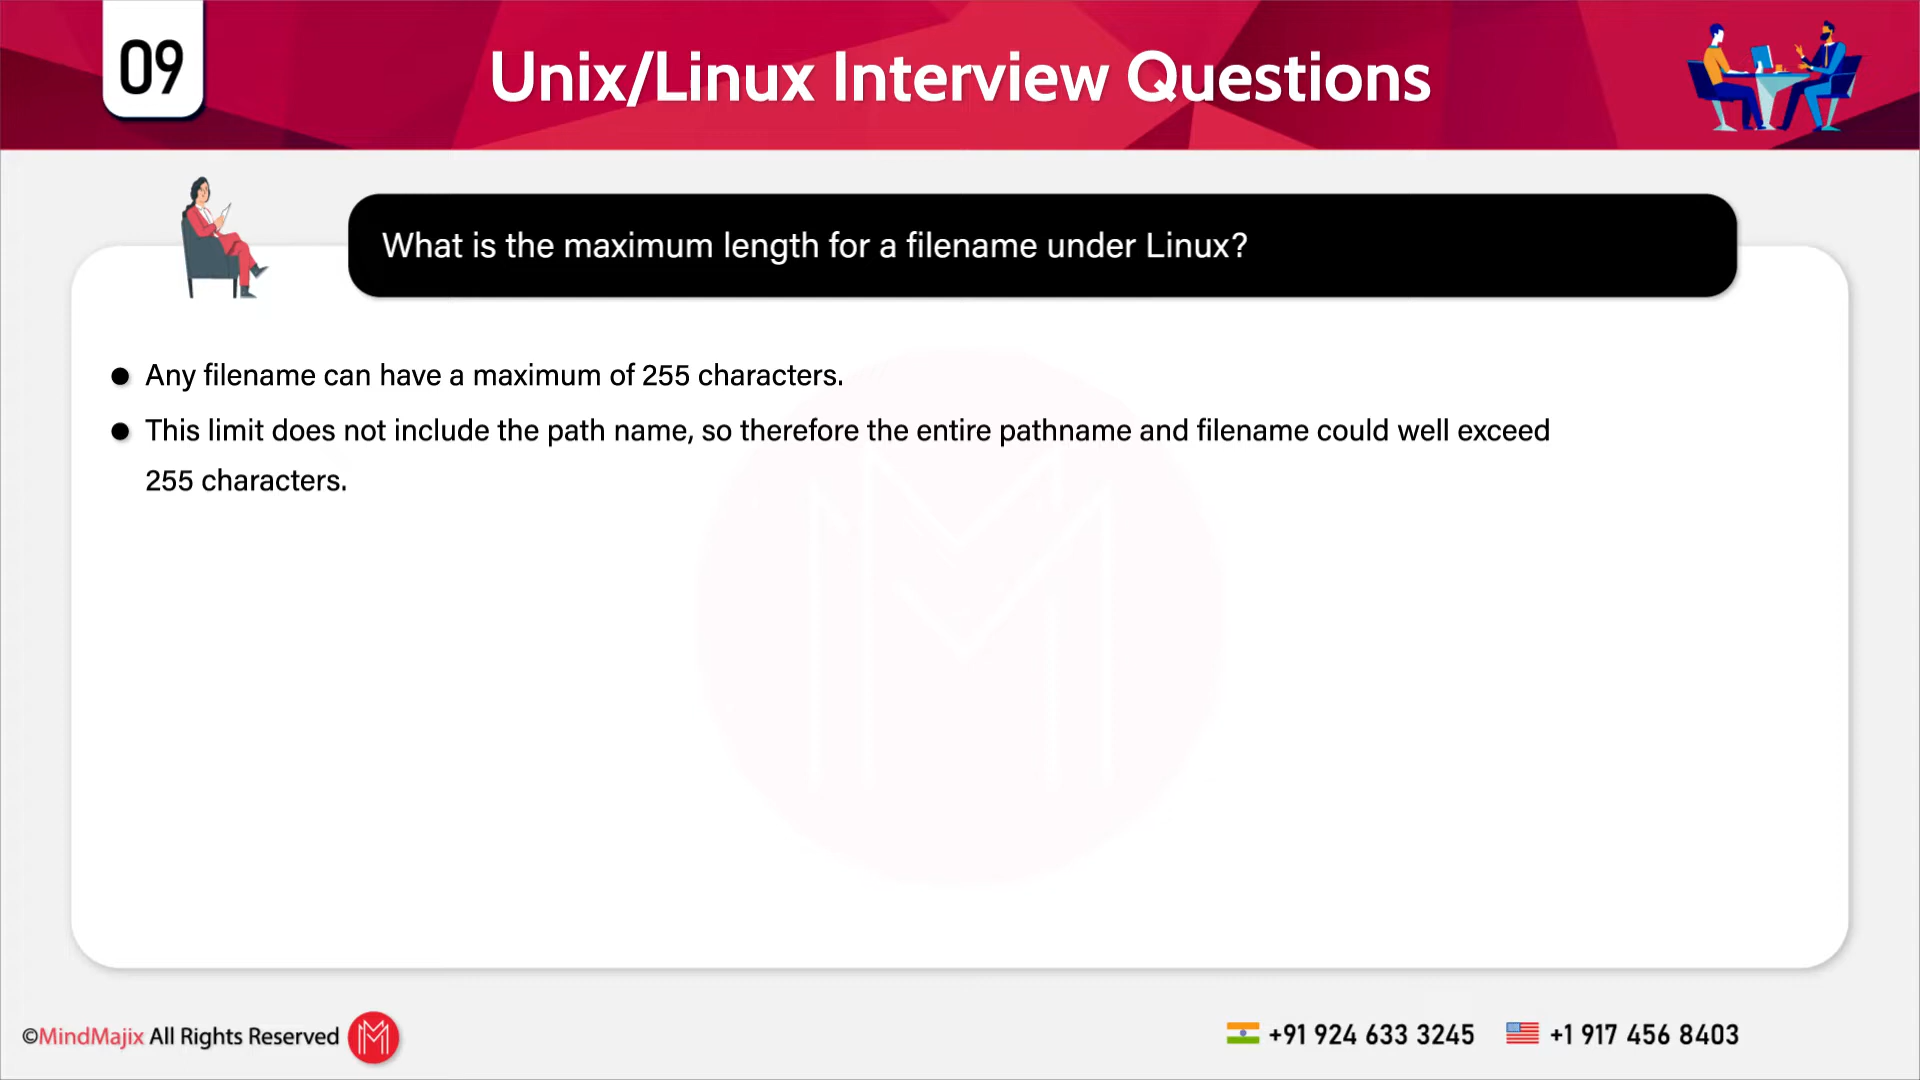 09
Unix/Linux Interview Questions
What is the maximum length for a filename under Linux?
● Any filename can have a maximum of 255 characters.
● This limit does not include the path name, so therefore the entire pathname and filename could well exceed
255 characters.
©MindMajix All Rights Reserved
+91 924 633 3245
+1 917 456 8403